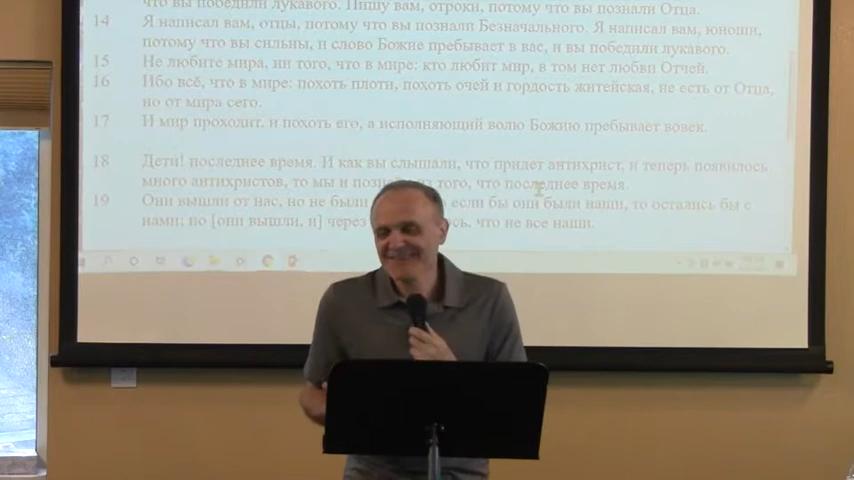 что вы победили лукавого. Пишу вам, отроки, потому что вы познали Отца.
14 Я написал вам, отцы, потому что вы познали Безначального. Я написал вам, юноши,
потому что вы сильны, и слово Божие пребывает в вас, и вы победили лукавого.
15 Не любите мира, ни того, что в мире: кто любит мир, в том нет любви Отчей.
16 Ибо всё, что в мире: похоть плоти, похоть очей и гордость житейская, не есть от Отца,
но от мира сего.
17 И мир проходит, и похоть его, а исполняющий волю Божию пребывает вовек.
18 Дети! последнее время. И как вы слышали, что придет антихрист, и теперь появилось
много антихристов, то мы и познаем из того, что последнее время.
19 Они вышли от нас, но не были если бы они были наши, то остались бы с
нами; но [они вышли, и] через что не все наши.